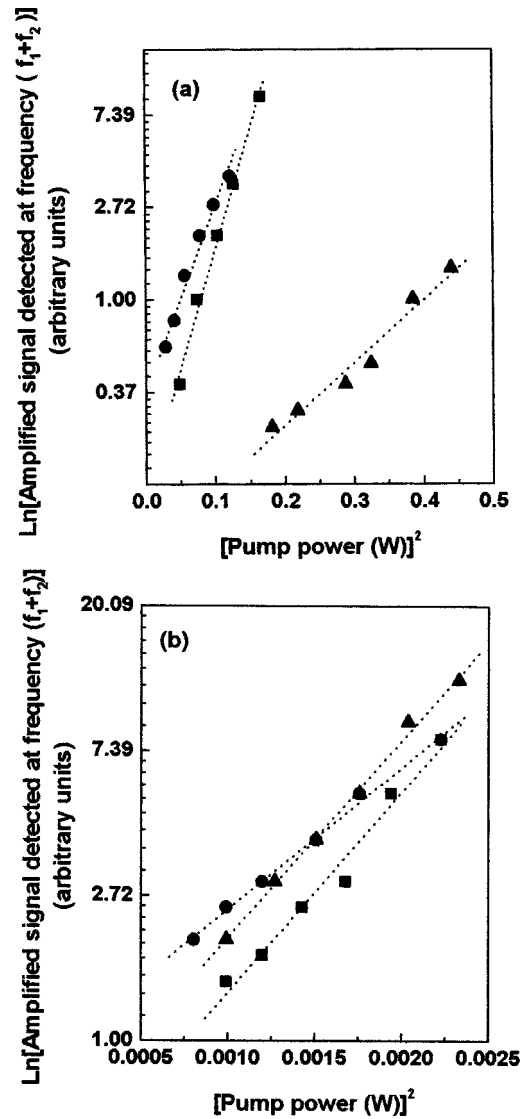 Ln[Amplified signal detected at frequency ( f₁+f₂ )]
(arbitrary units)
(a)
7.39
2.72
1.00
0.37
0.0 0.1 0.2 0.3 0.4 0.5
[Pump power (W)]²
Ln[Amplified signal detected at frequency (f₁+f₂)]
(arbitrary units)
20.09
(b)
7.39
2.72
1.00
0.0005 0.0010 0.0015 0.0020 0.0025
[Pump power (W)]²